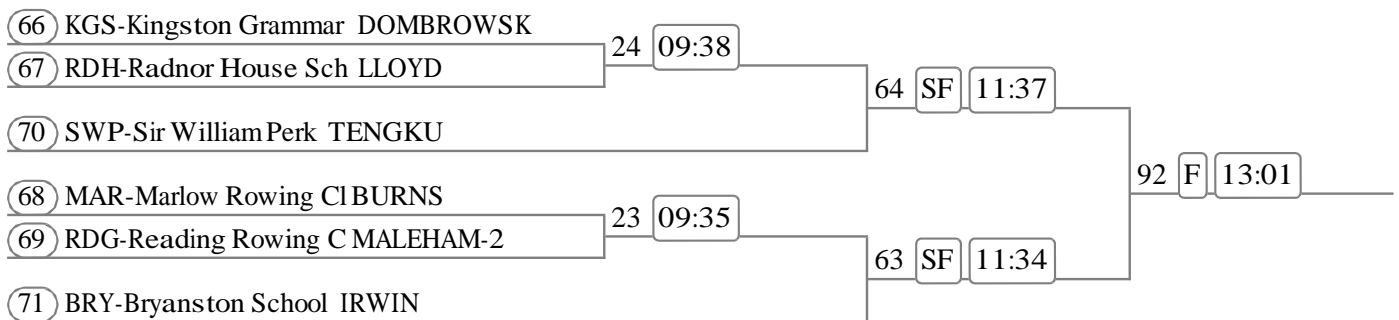 66 KGS-Kingston Grammar DOMBROWSK
24 09:38
67 RDH-Radnor House Sch LLOYD
64 SF 11:37
70 SWP-Sir William Perk TENGKU
92 F 13:01
68 MAR-Marlow Rowing Cl BURNS
23 09:35
69 RDG-Reading Rowing C MALEHAM-2
63 SF 11:34
71 BRY-Bryanston School IRWIN